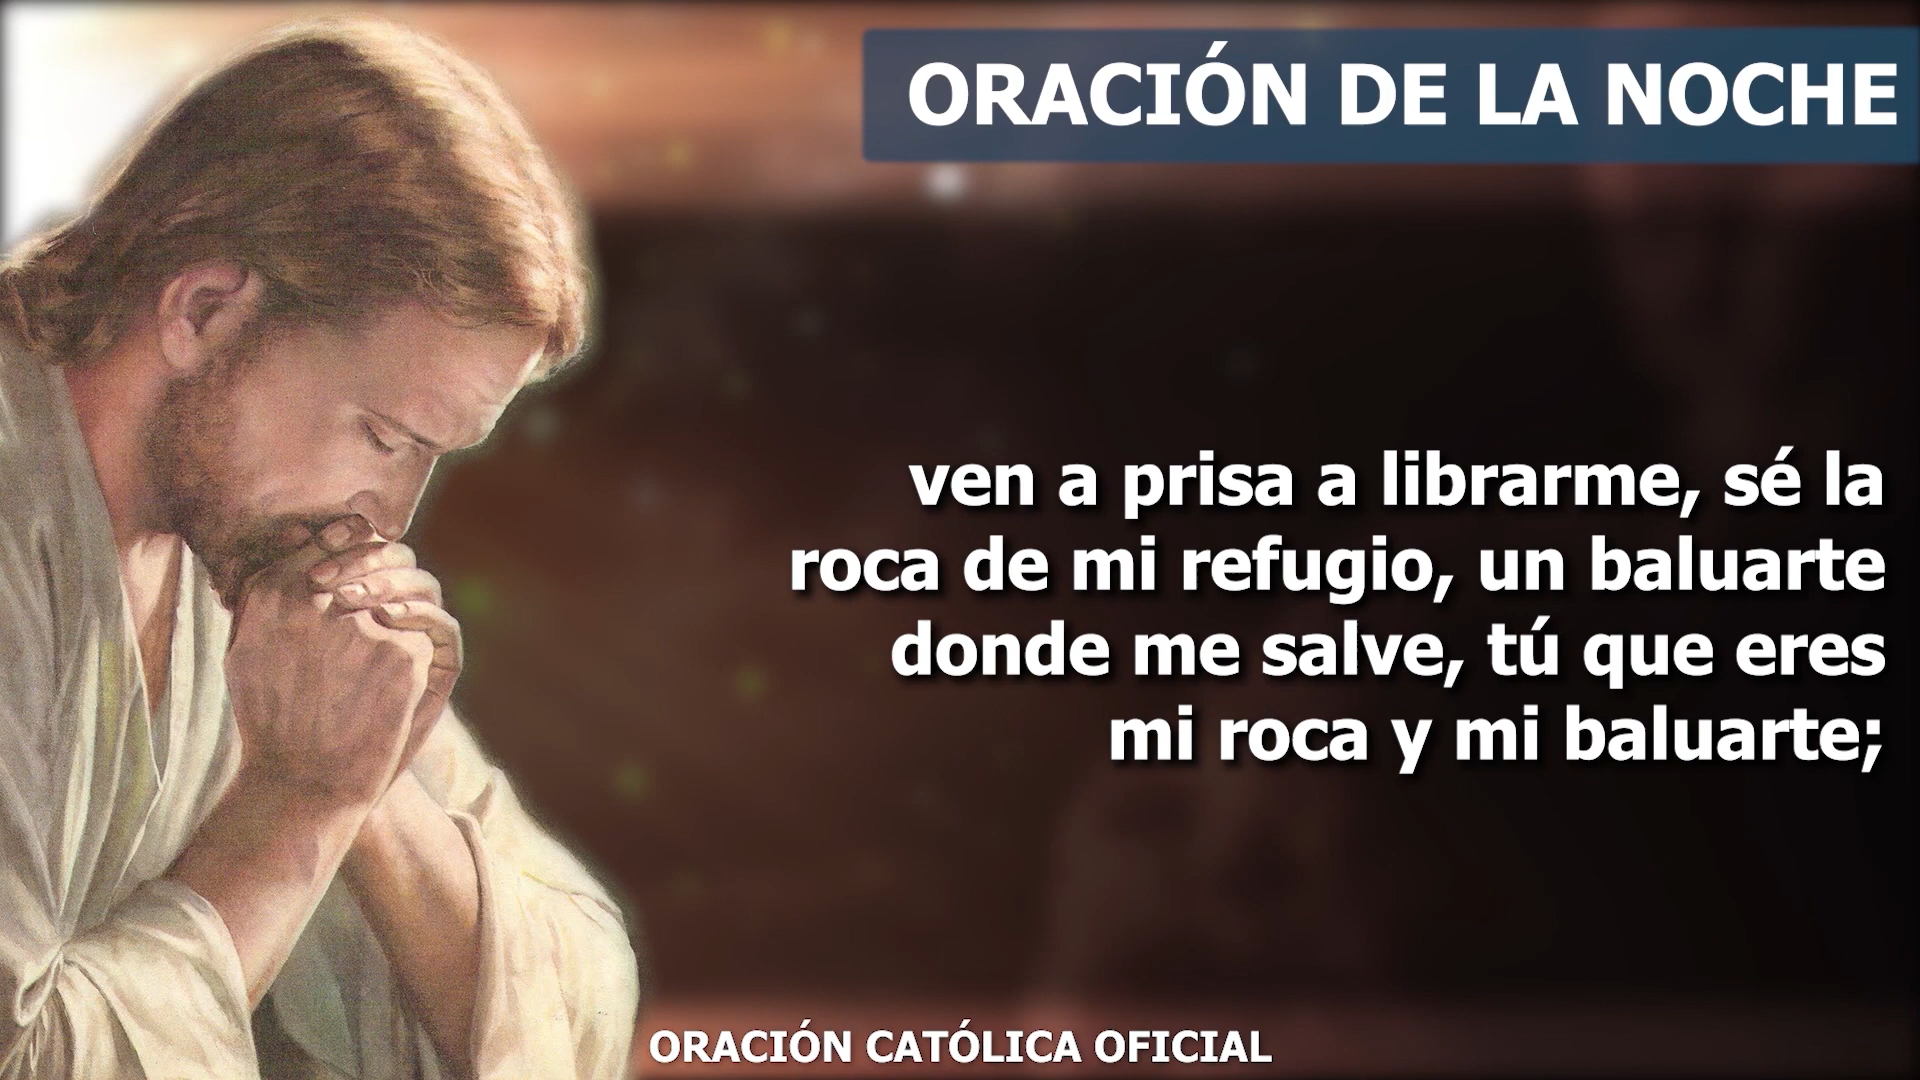 ORACIÓN DE LA NOCHE
ven a prisa a librarme, sé la
roca de mi refugio, un baluarte
donde me salve, tú que eres
mi roca y mi baluarte;
ORACIÓN CATÓLICA OFICIAL